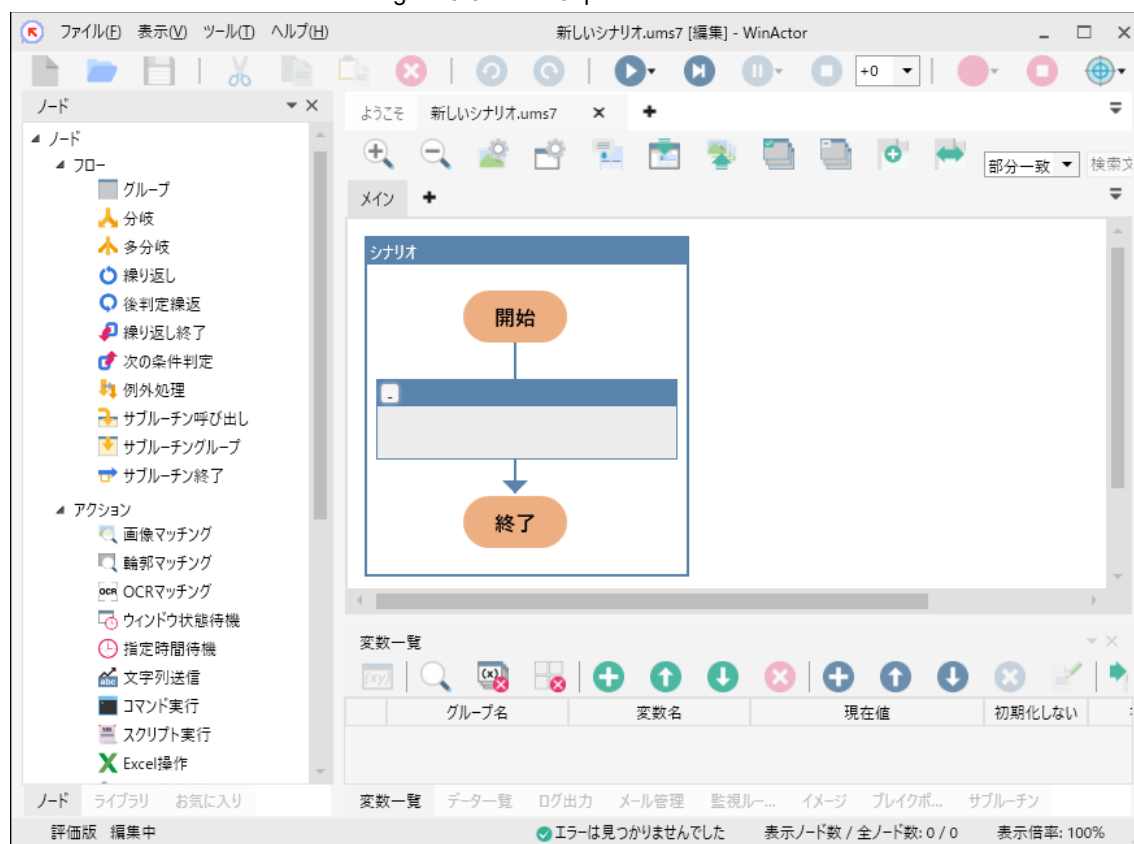 ファイル(F) 表示(V) ツール(T) ヘルプ(H)
新しいシナリオ.ums7 [編集] - WinActor
+0
ノード
ノード
フロー
グループ
分岐
多分岐
繰り返し
後判定繰返
繰り返し終了
次の条件判定
例外処理
サブルーチン呼び出し
サブルーチングループ
サブルーチン終了
アクション
画像マッチング
輪郭マッチング
OCR OCRマッチング
ウィンドウ状態待機
指定時間待機
abc 文字列送信
コマンド実行
スクリプト実行
Excel操作
ノード ライブラリ お気に入り
ようこそ 新しいシナリオ.ums7
部分一致 検索文
メイン
シナリオ
開始
-
終了
変数一覧
(xy) (x)
グループ名 変数名 現在値 初期化しない
変数一覧 データ一覧 ログ出力 メール管理 監視ルー... イメージ ブレイクポ... サブルーチン
評価版 編集中 エラーは見つかりませんでした 表示ノード数 / 全ノード数: 0 / 0 表示倍率: 100%